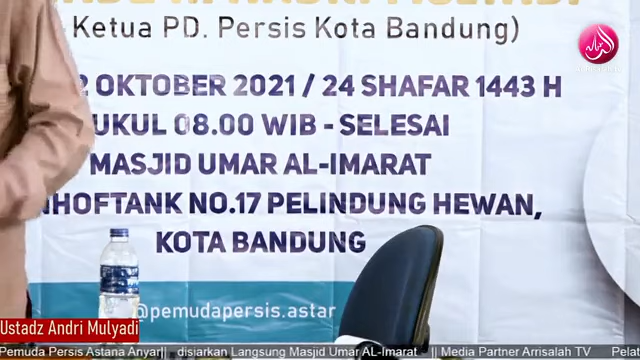 Ketua PD. Persis Kota Bandung)
2 OKTOBER 2021 / 24 SHAFAR 1443 H
UKUL 08.00 WIB - SELESAI
MASJID UMAR AL-IMARAT
NHOFTANK NO.17 PELINDUNG HEWAN,
KOTA BANDUNG
@pemudapersis.astar
Ustadz Andri Mulyadi
Pemuda Persis Astana Anyar|| disiarkan Langsung Masjid Umar AL-Imarat || Media Partner Arrisalah TV Pelat